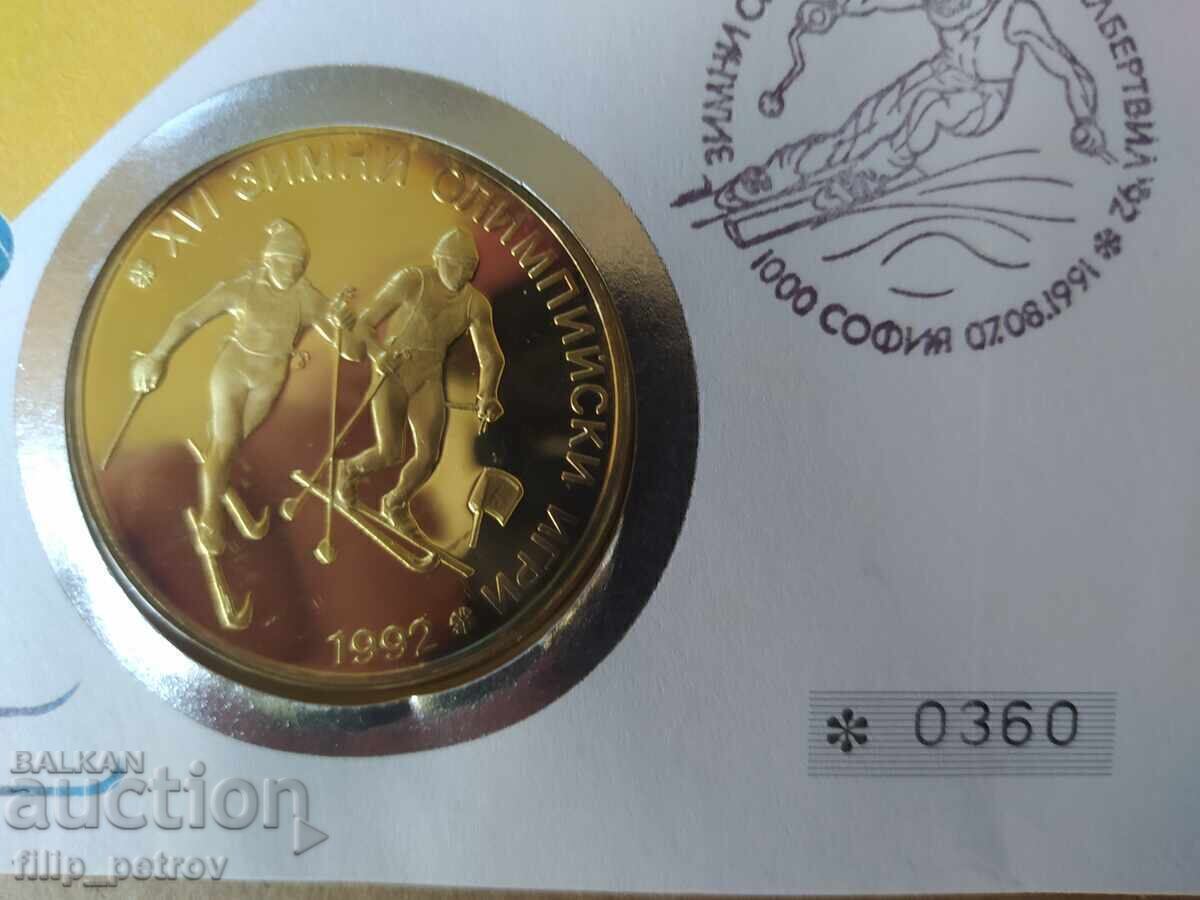 * XVI ЗИМНИ ОЛИМПИЙСКИ ИГРИ *
1992
ЗИМНИ
АЛБЕРТВИЛ '92 *
1000 СОФИЯ 07.08.1991
* 0360
BALKAN
auction
filip_petrov